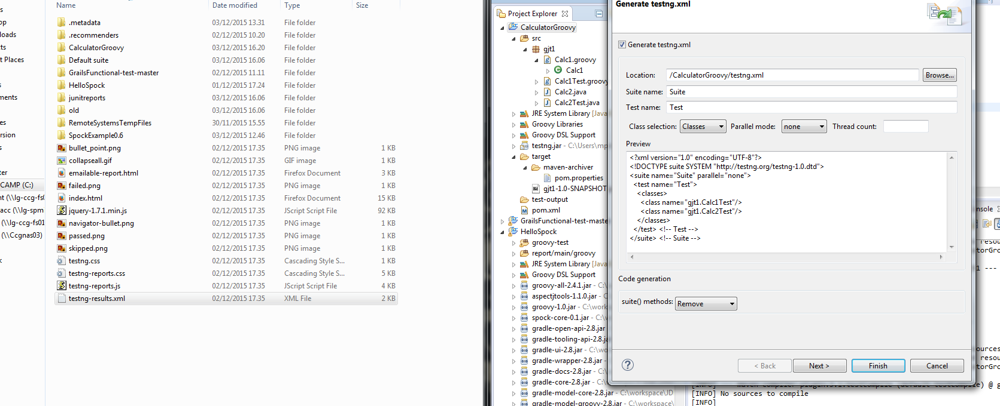 Name Date modified Type Size
.metadata 03/12/2015 13.31 File folder
.recommenders 02/12/2015 10.20 File folder
CalculatorGroovy 03/12/2015 16.20 File folder
Default suite 03/12/2015 16.06 File folder
GrailsFunctional-test-master 02/12/2015 11.11 File folder
HelloSpock 01/12/2015 17.24 File folder
junitreports 03/12/2015 16.06 File folder
old 03/12/2015 16.06 File folder
RemoteSystemsTempFiles 30/11/2015 15.55 File folder
SpockExample0.6 03/12/2015 12.46 File folder
bullet_point.png 02/12/2015 17.35 PNG image 1 KB
collapseall.gif 02/12/2015 17.35 GIF image 1 KB
emailable-report.html 02/12/2015 17.35 Firefox Document 3 KB
failed.png 02/12/2015 17.35 PNG image 1 KB
index.html 02/12/2015 17.35 Firefox Document 15 KB
jquery-1.7.1.min.js 02/12/2015 17.35 JScript Script File 92 KB
navigator-bullet.png 02/12/2015 17.35 PNG image 1 KB
passed.png 02/12/2015 17.35 PNG image 1 KB
skipped.png 02/12/2015 17.35 PNG image 1 KB
testng.css 02/12/2015 17.35 Cascading Style S... 1 KB
testng-reports.css 02/12/2015 17.35 Cascading Style S... 5 KB
testng-reports.js 02/12/2015 17.35 JScript Script File 4 KB
testng-results.xml 02/12/2015 17.35 XML File 2 KB
oads
t Places
ments
ersion
CAMP (C:)
nt (\\lg-ccg-fs0
acc (\\lg-spm
(\\lg-ccg-fs01
(\\Ccgnas03)
Project Explorer
CalculatorGroovy
src
gjt1
Calc1.groovy
Calc1
Calc1Test.groovy
Calc2.java
Calc2Test.java
JRE System Library [Java
Groovy Libraries
Groovy DSL Support
testng.jar - C:\Users\mp
target
maven-archiver
pom.properties
gjt1-1.0-SNAPSHOT
test-output
pom.xml
GrailsFunctional-test-maste
HelloSpock
groovy-test
report/main/groovy
JRE System Library [Java
Groovy DSL Support
groovy-all-2.4.1.jar - C:
aspectjtools-1.1.0.jar - C
groovy-1.0.jar - C:\work
spock-core-0.1.jar - C:\w
gradle-open-api-2.8.jar
gradle-tooling-api-2.8.ja
gradle-ui-2.8.jar - C:\wo
gradle-wrapper-2.8.jar
gradle-docs-2.8.jar - C:\
gradle-core-2.8.jar - C:\
gradle-model-core-2.8.jar - C:\workspace\JD
gradle-model-groovy-2.8.jar - C:\workspace\
Generate testng.xml
Generate testng.xml
Location: /CalculatorGroovy/testng.xml Browse...
Suite name: Suite
Test name: Test
Class selection: Classes Parallel mode: none Thread count:
Preview
<?xml version="1.0" encoding="UTF-8"?>
<!DOCTYPE suite SYSTEM "http://testng.org/testng-1.0.dtd">
<suite name="Suite" parallel="none">
<test name="Test">
<classes>
<class name="gjt1.Calc1Test"/>
<class name="gjt1.Calc2Test"/>
</classes>
</test> <!-- Test -->
</suite> <!-- Suite -->
Code generation
suite() methods: Remove
< Back Next > Finish Cancel
nsole
resou
torGro
1 ---
ources
resou
torGro
[INFO] No sources to compile
[INFO]